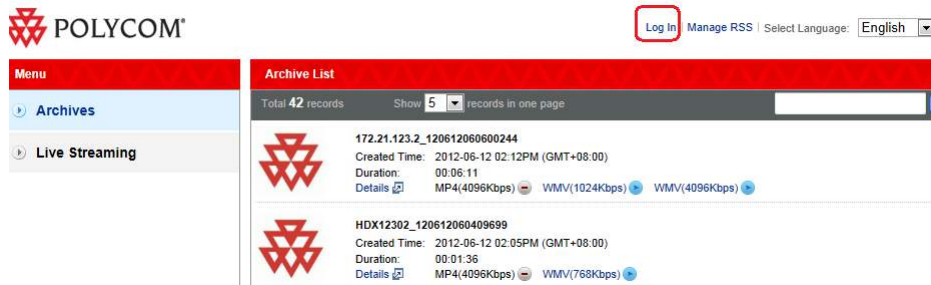 POLYCOM®
Log In | Manage RSS | Select Language: English
Menu
Archives
Live Streaming
Archive List
Total 42 records Show 5 records in one page
172.21.123.2_120612060600244
Created Time: 2012-06-12 02:12PM (GMT+08:00)
Duration: 00:06:11
Details MP4(4096Kbps) WMV(1024Kbps) WMV(4096Kbps)
HDX12302_120612060409699
Created Time: 2012-06-12 02:05PM (GMT+08:00)
Duration: 00:01:36
Details MP4(4096Kbps) WMV(768Kbps)